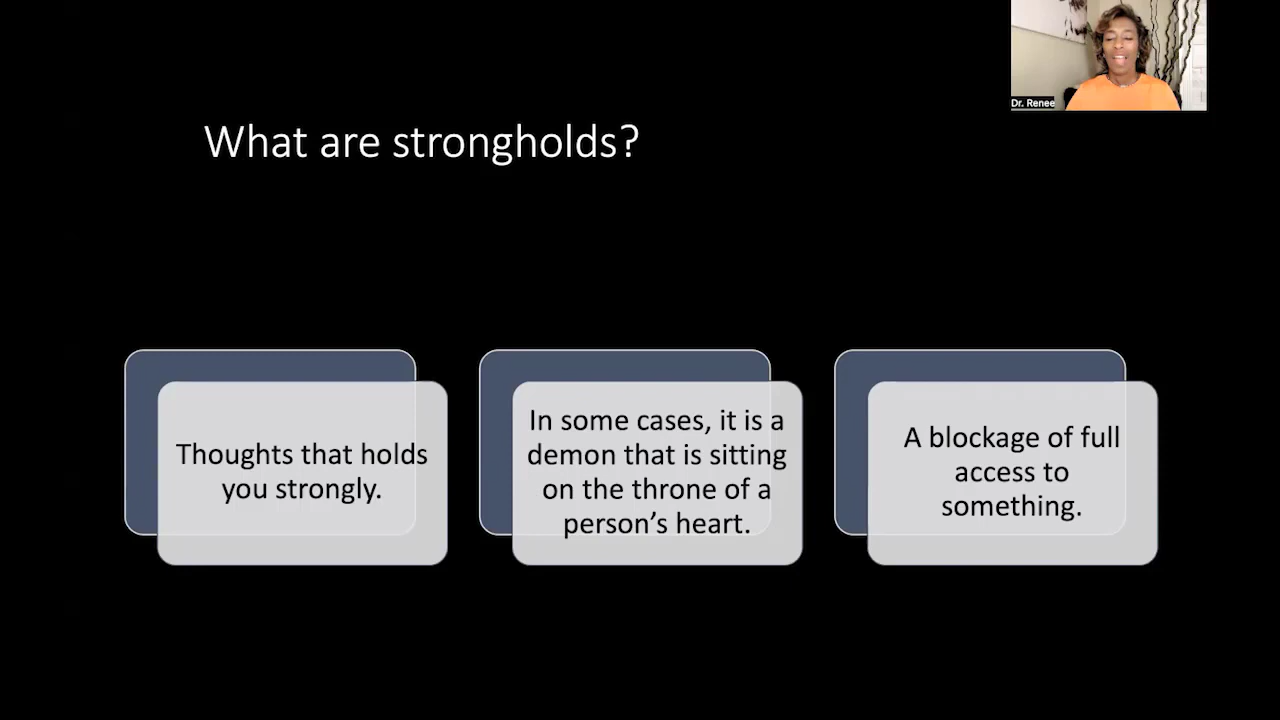 Dr. Renee
What are strongholds?
Thoughts that holds
you strongly.
In some cases, it is a
demon that is sitting
on the throne of a
person’s heart.
A blockage of full
access to
something.